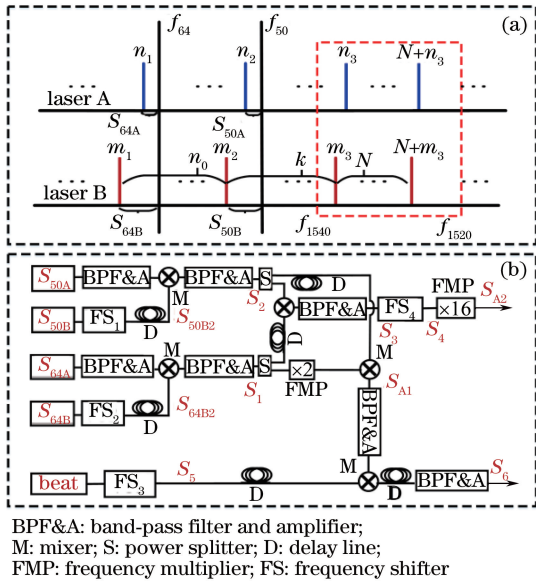 f64 f50 (a)
n1 n2 n3 N+n3
... ... ... ...
laser A
S64A S50A
m1 n0 m2 k m3 N N+m3
... ... ... ...
laser B
S64B S50B f1540 f1520
(b)
S50A BPF&A M BPF&A S D FMP
S50B FS1 D S50B2 S2 BPF&A FS4 ×16 SA2
D S3 S4
S64A BPF&A M BPF&A S ×2 M
S1 FMP SA1
S64B FS2 D S64B2
BPF&A
beat FS3 S5 D M D BPF&A S6
BPF&A: band-pass filter and amplifier;
M: mixer; S: power splitter; D: delay line;
FMP: frequency multiplier; FS: frequency shifter